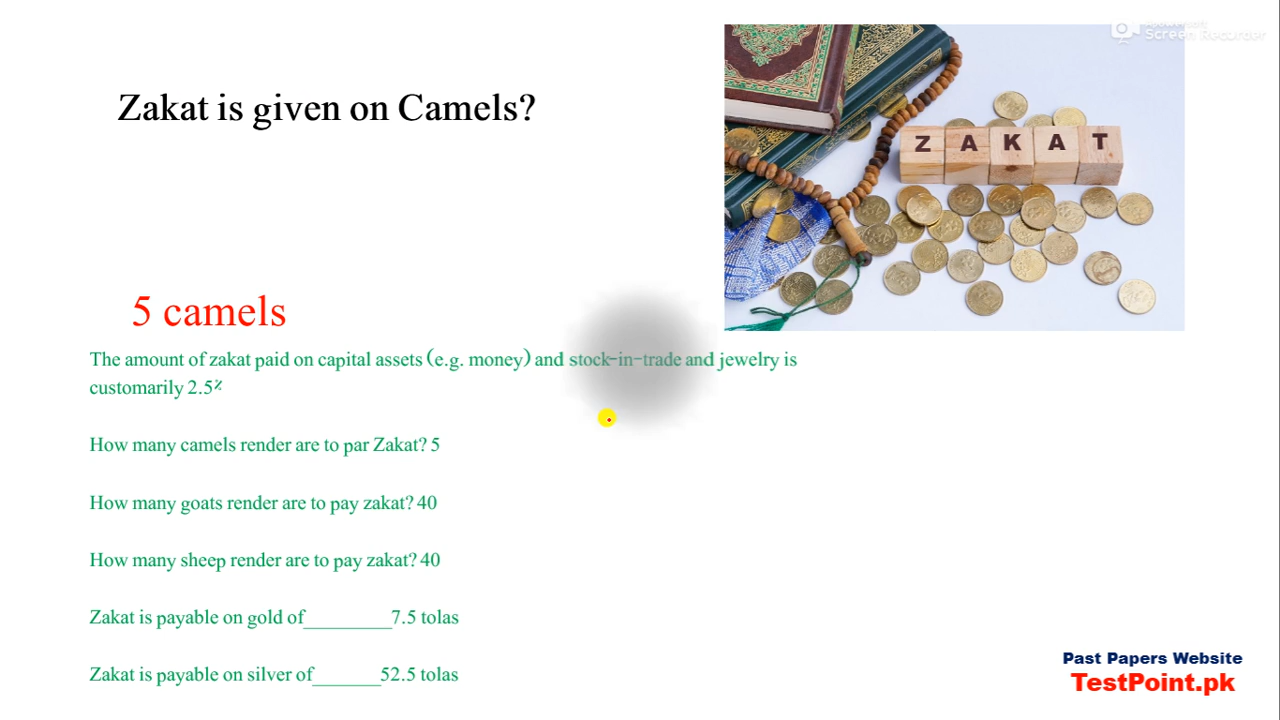 Screen Recorder
Zakat is given on Camels?
Z A K A T
5 camels
The amount of zakat paid on capital assets (e.g. money) and stock-in-trade and jewelry is
customarily 2.5%
How many camels render are to par Zakat? 5
How many goats render are to pay zakat? 40
How many sheep render are to pay zakat? 40
Zakat is payable on gold of_________7.5 tolas
Zakat is payable on silver of_______52.5 tolas
Past Papers Website
TestPoint.pk